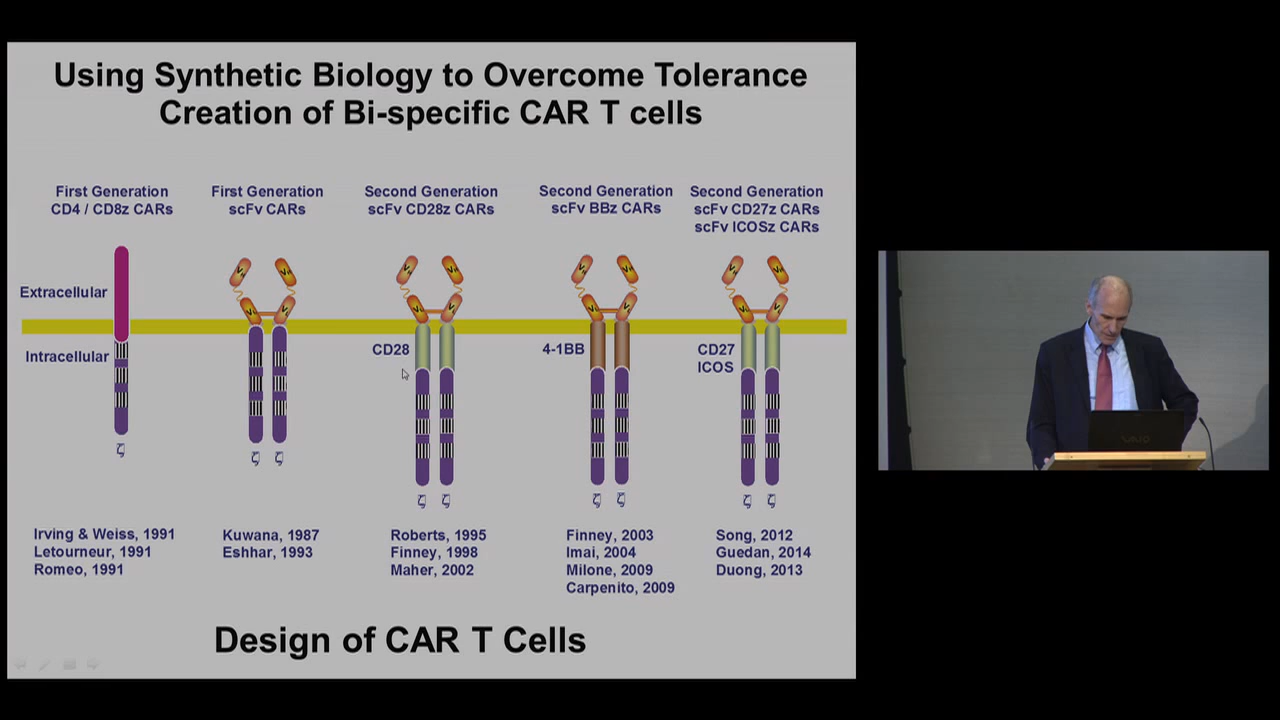 Using Synthetic Biology to Overcome Tolerance
Creation of Bi-specific CAR T cells
First Generation
CD4 / CD8z CARs
First Generation
scFv CARs
Second Generation
scFv CD28z CARs
Second Generation
scFv BBz CARs
Second Generation
scFv CD27z CARs
scFv ICOSz CARs
Extracellular
Intracellular
CD28
4-1BB
CD27
ICOS
ζ
ζ ζ
ζ ζ
ζ ζ
ζ ζ
Irving & Weiss, 1991
Letourneur, 1991
Romeo, 1991
Kuwana, 1987
Eshhar, 1993
Roberts, 1995
Finney, 1998
Maher, 2002
Finney, 2003
Imai, 2004
Milone, 2009
Carpenito, 2009
Song, 2012
Guedan, 2014
Duong, 2013
Design of CAR T Cells
VAIO